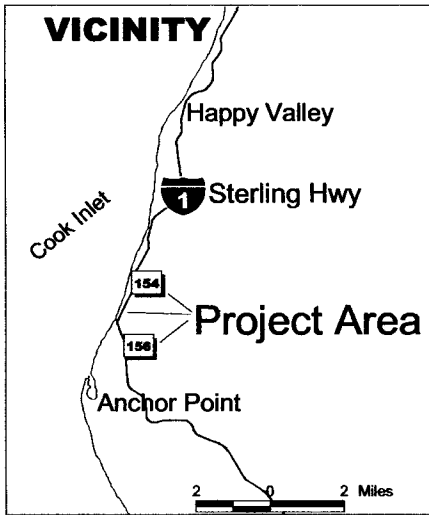 VICINITY
Happy Valley
1 Sterling Hwy
Cook Inlet
154
Project Area
156
Anchor Point
2 0 2 Miles